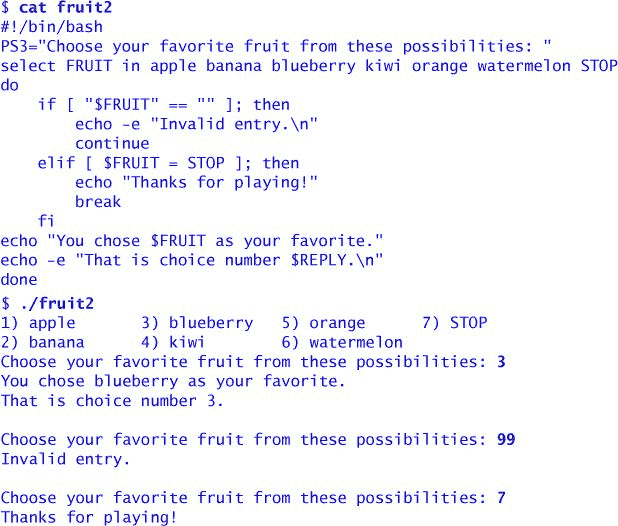 $ cat fruit2
#!/bin/bash
PS3="Choose your favorite fruit from these possibilities: "
select FRUIT in apple banana blueberry kiwi orange watermelon STOP
do
    if [ "$FRUIT" == "" ]; then
        echo -e "Invalid entry.\n"
        continue
    elif [ $FRUIT = STOP ]; then
        echo "Thanks for playing!"
        break
    fi
echo "You chose $FRUIT as your favorite."
echo -e "That is choice number $REPLY.\n"
done
$ ./fruit2
1) apple       3) blueberry   5) orange      7) STOP
2) banana      4) kiwi        6) watermelon
Choose your favorite fruit from these possibilities: 3
You chose blueberry as your favorite.
That is choice number 3.

Choose your favorite fruit from these possibilities: 99
Invalid entry.

Choose your favorite fruit from these possibilities: 7
Thanks for playing!